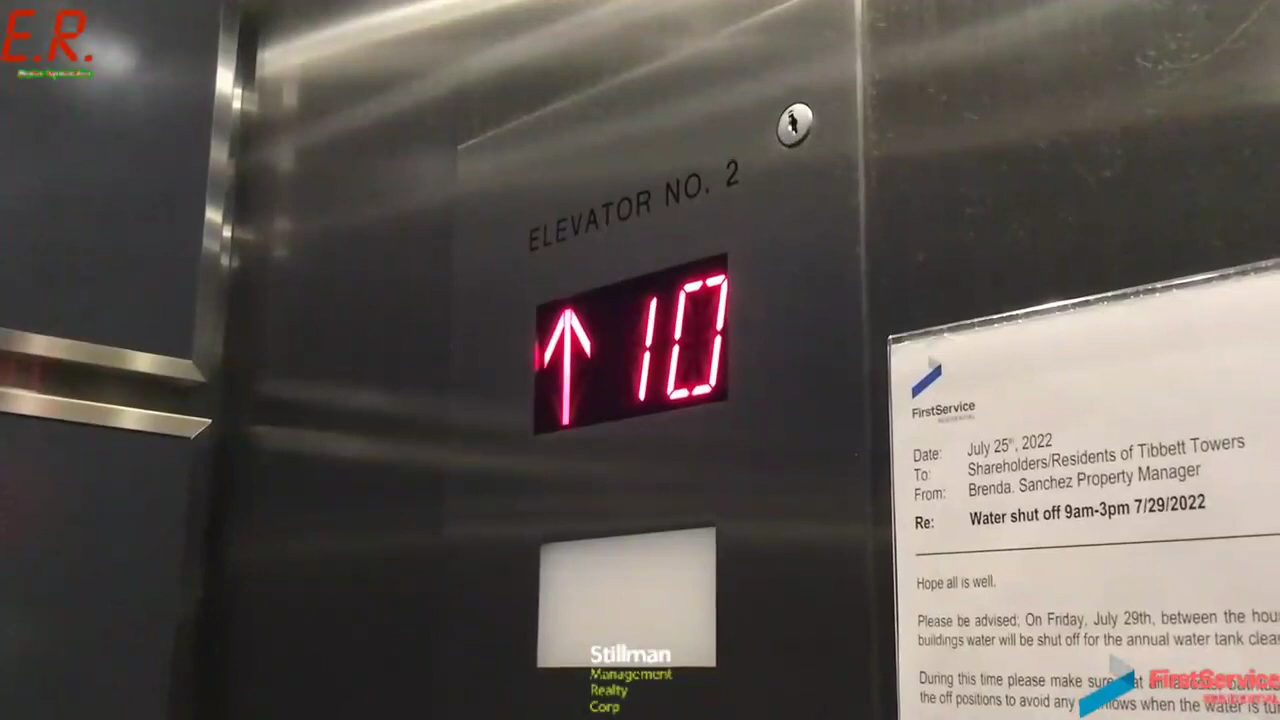 E.R.
ELEVATOR NO. 2
↑ 10
FirstService
RESIDENTIAL
Date: July 25th, 2022
To: Shareholders/Residents of Tibbett Towers
From: Brenda. Sanchez Property Manager
Re: Water shut off 9am-3pm 7/29/2022
Hope all is well.
Please be advised; On Friday, July 29th, between the hou
buildings water will be shut off for the annual water tank clea
During this time please make sure
the off positions to avoid any when the water is tu
Stillman
Management
Realty
Corp
FirstService
RESIDENTIAL